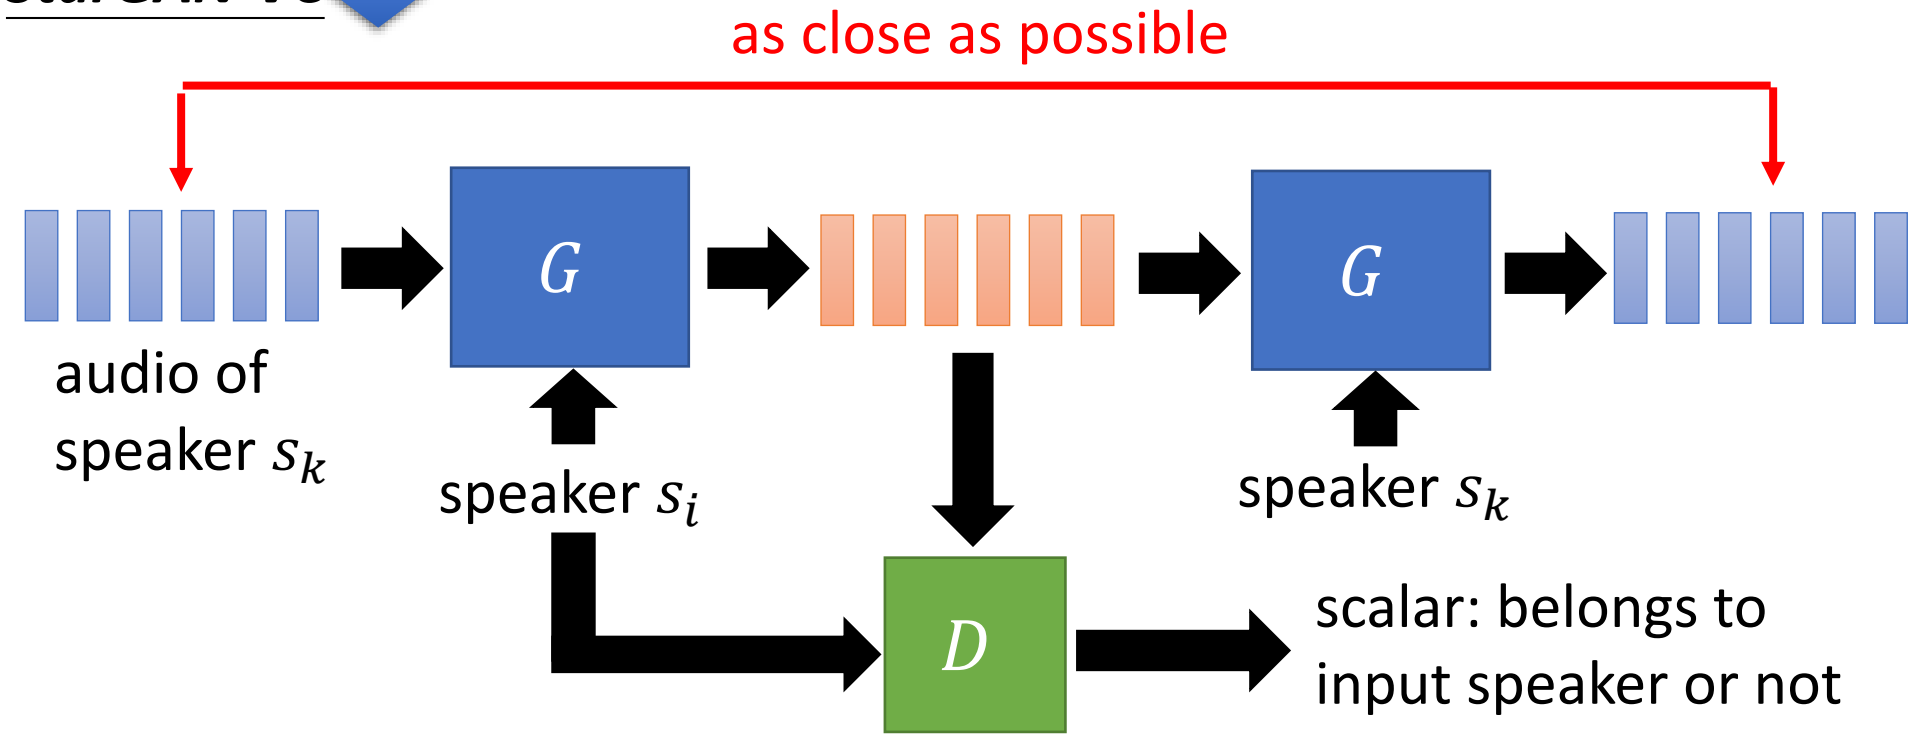 as close as possible
G
G
audio of
speaker s_k
speaker s_i
speaker s_k
D
scalar: belongs to
input speaker or not